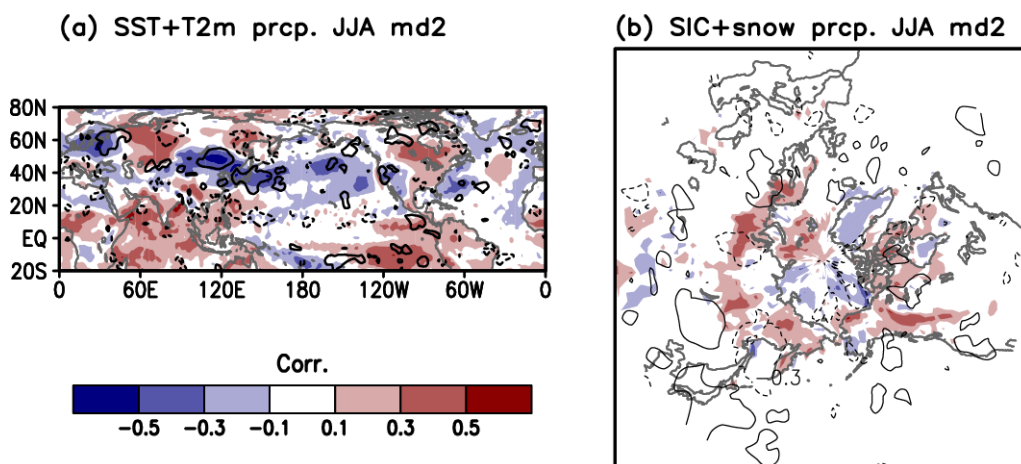 (a) SST+T2m prcp. JJA md2
80N
60N
40N
20N
EQ
20S
0 60E 120E 180 120W 60W 0
Corr.
−0.5 −0.3 −0.1 0.1 0.3 0.5
(b) SIC+snow prcp. JJA md2
−0.3